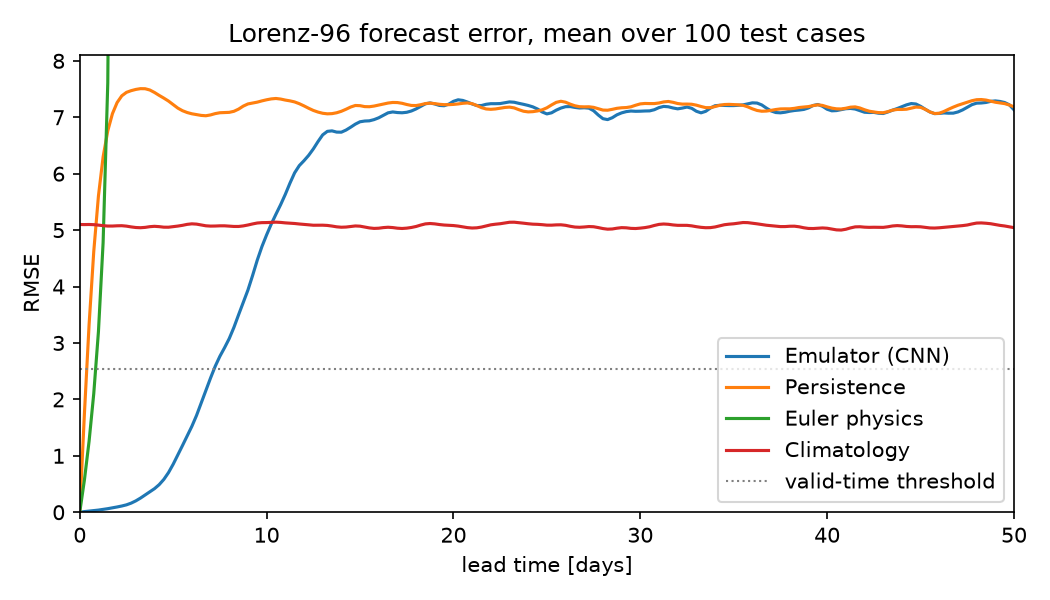 Lorenz-96 forecast error, mean over 100 test cases
8
7
6
5
4
3
2
1
0
RMSE
Emulator (CNN)
Persistence
Euler physics
Climatology
valid-time threshold
0 10 20 30 40 50
lead time [days]